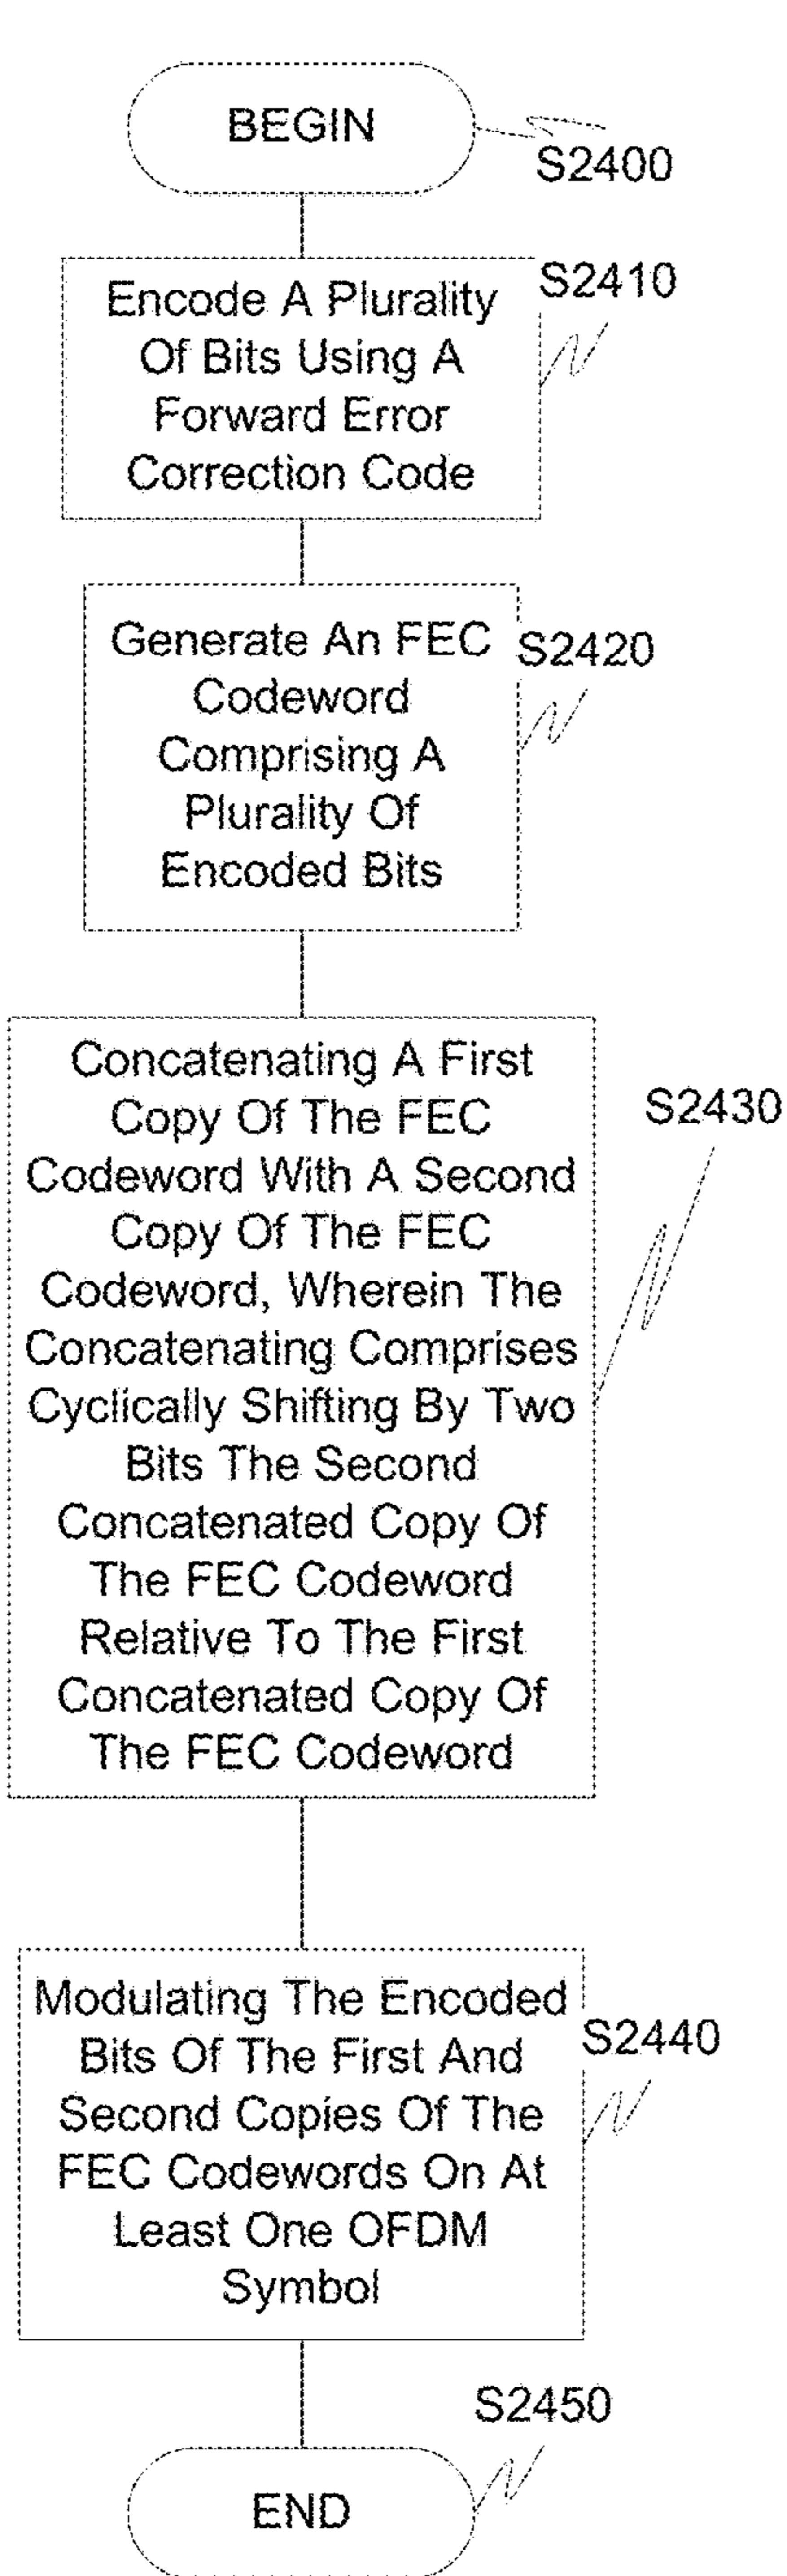 BEGIN
S2400
S2410
Encode A Plurality
Of Bits Using A
Forward Error
Correction Code
Generate An FEC
S2420
Codeword
Comprising A
Plurality Of
Encoded Bits
Concatenating A First
Copy Of The FEC
S2430
Codeword With A Second
Copy Of The FEC
Codeword, Wherein The
Concatenating Comprises
Cyclically Shifting By Two
Bits The Second
Concatenated Copy Of
The FEC Codeword
Relative To The First
Concatenated Copy Of
The FEC Codeword
Modulating The Encoded
S2440
Bits Of The First And
Second Copies Of The
FEC Codewords On At
Least One OFDM
Symbol
S2450
END